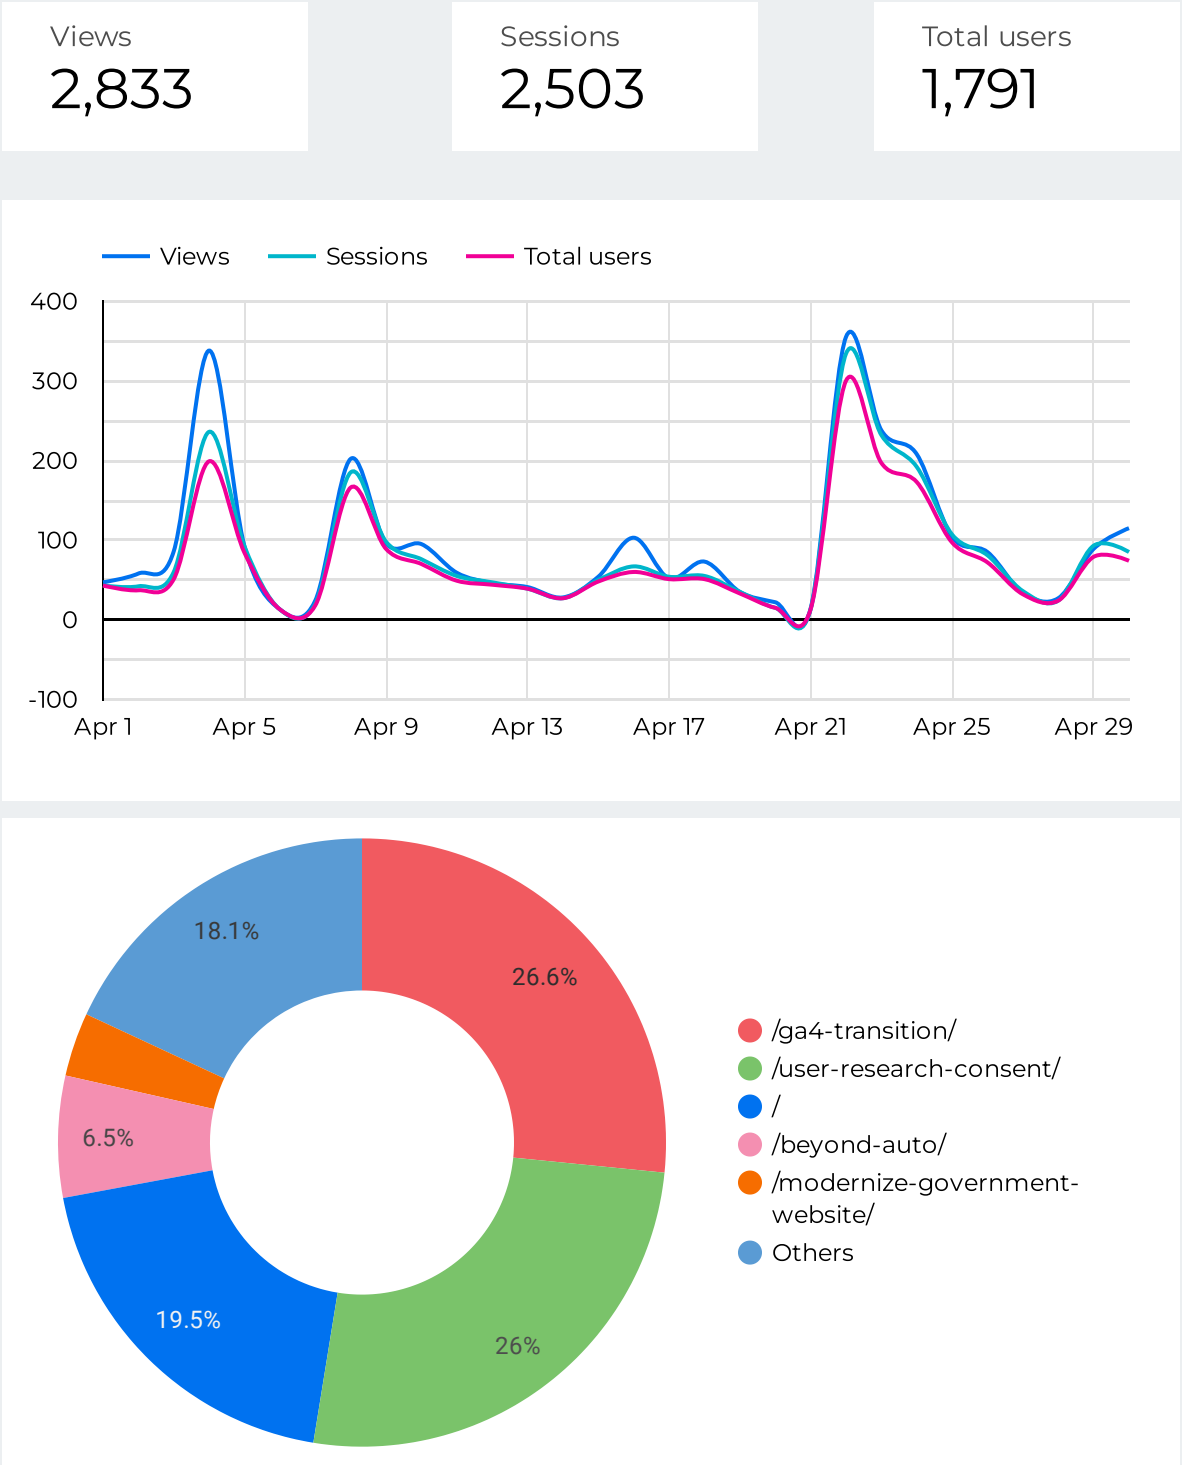 Views
2,833
Sessions
2,503
Total users
1,791
Views
Sessions
Total users
400
300
200
100
0
-100
Apr 1
Apr 5
Apr 9
Apr 13
Apr 17
Apr 21
Apr 25
Apr 29
18.1%
26.6%
6.5%
19.5%
26%
/ga4-transition/
/user-research-consent/
/
/beyond-auto/
/modernize-government-
website/
Others